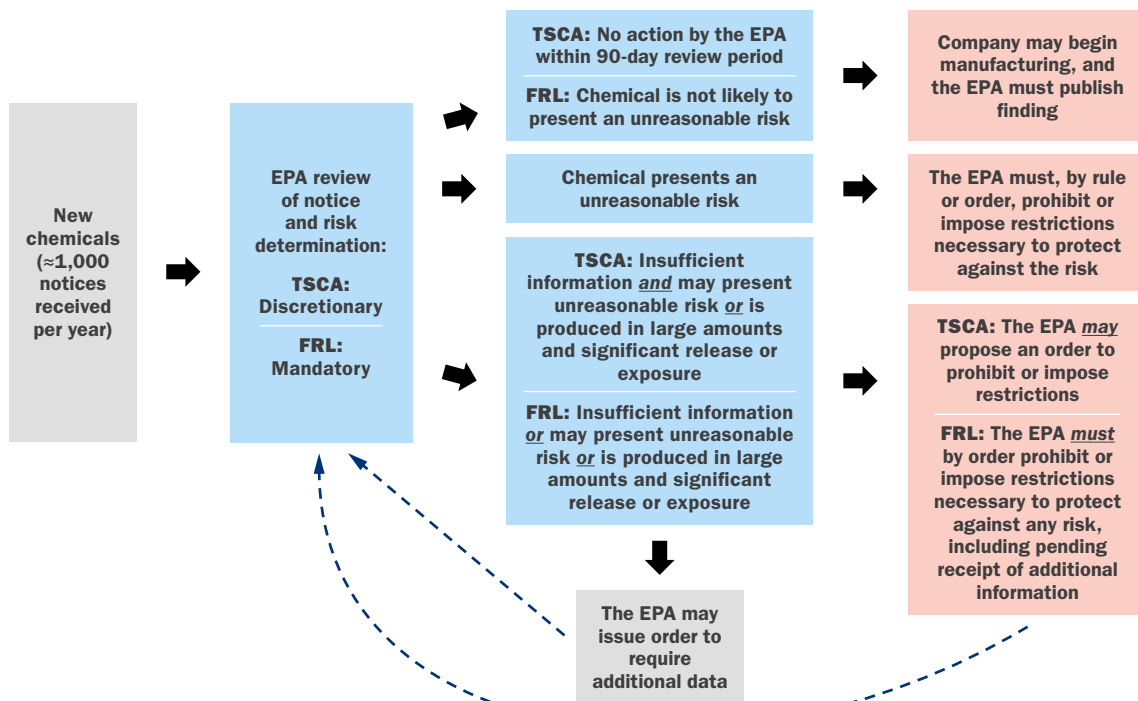 New
chemicals
(≈1,000
notices
received
per year)
EPA review
of notice
and risk
determination:
TSCA:
Discretionary
FRL:
Mandatory
TSCA: No action by the EPA
within 90-day review period
FRL: Chemical is not likely to
present an unreasonable risk
Company may begin
manufacturing, and
the EPA must publish
finding
Chemical presents an
unreasonable risk
The EPA must, by rule
or order, prohibit or
impose restrictions
necessary to protect
against the risk
TSCA: Insufficient
information and may present
unreasonable risk or is
produced in large amounts
and significant release or
exposure
FRL: Insufficient information
or may present unreasonable
risk or is produced in large
amounts and significant
release or exposure
TSCA: The EPA may
propose an order to
prohibit or impose
restrictions
FRL: The EPA must
by order prohibit or
impose restrictions
necessary to protect
against any risk,
including pending
receipt of additional
information
The EPA may
issue order to
require
additional data